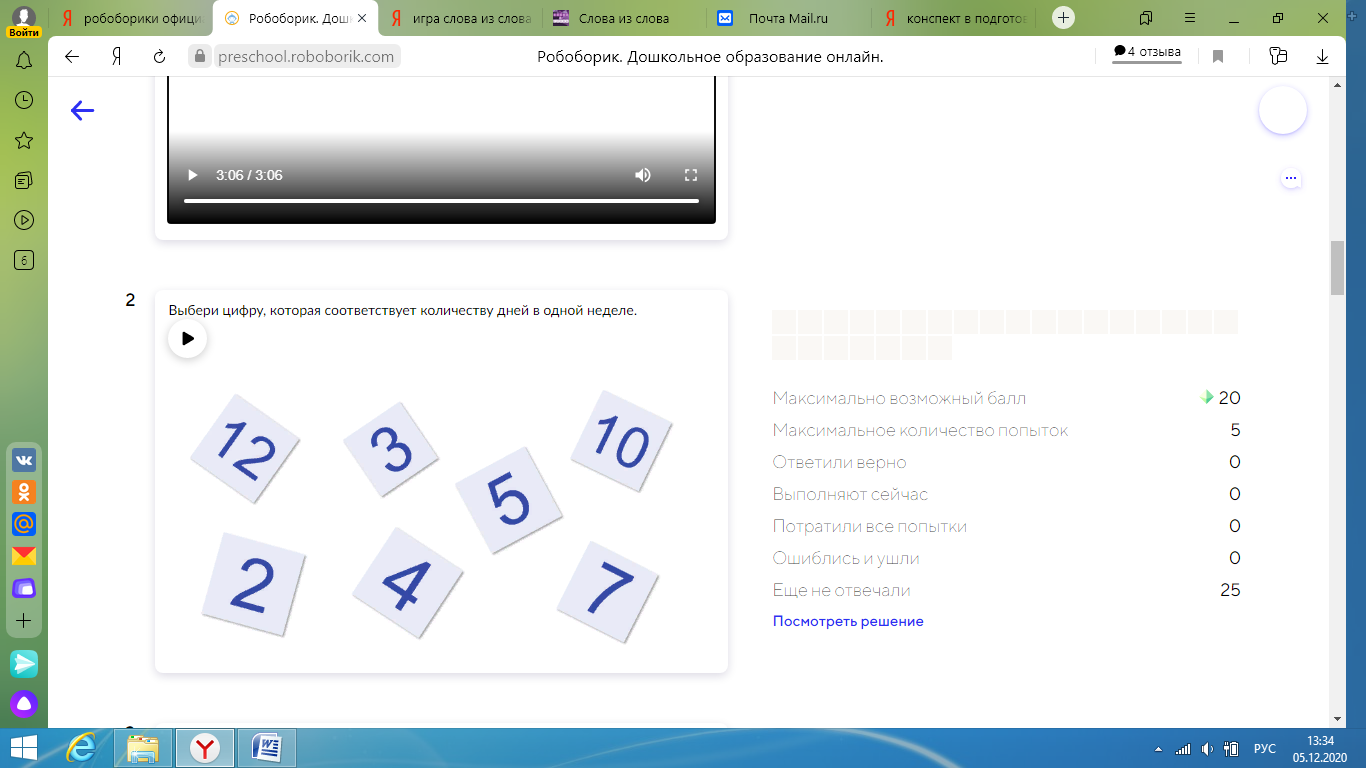 робоборики офици
Робоборик. Дошк
игра слова из слова
Слова из слова
Почта Mail.ru
конспект в подготов
Войти
preschool.roboborik.com
Робоборик. Дошкольное образование онлайн.
4 отзыва
6
3:06 / 3:06
2
Выбери цифру, которая соответствует количеству дней в одной неделе.
12
3
10
5
2
4
7
Максимально возможный балл 20
Максимальное количество попыток 5
Ответили верно 0
Выполняют сейчас 0
Потратили все попытки 0
Ошиблись и ушли 0
Еще не отвечали 25
Посмотреть решение
РУС
13:34
05.12.2020